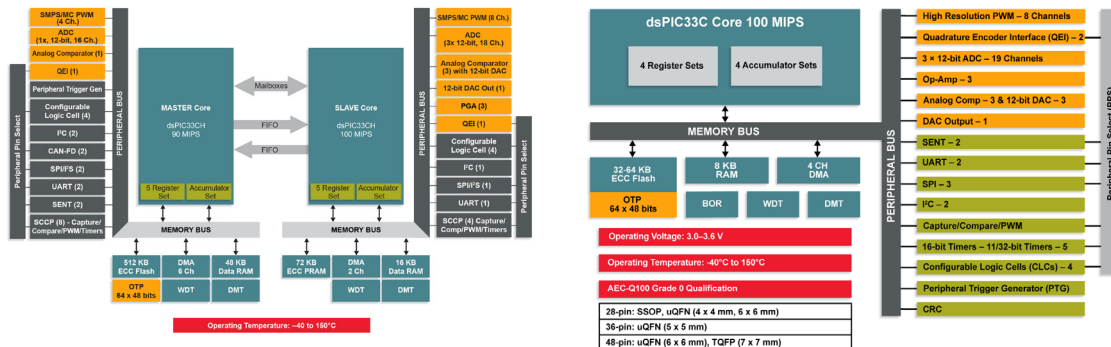 SMPS/MC PWM
(4 Ch.)
ADC
(1x, 12-bit, 16 Ch.)
Analog Comparator (1)
QEI (1)
Peripheral Trigger Gen
Configurable
Logic Cell (4)
I²C (2)
CAN-FD (2)
SPI/I²S (2)
UART (2)
SENT (2)
SCCP (8) - Capture/
Compare/PWM/Timers
Peripheral Pin Select
PERIPHERAL BUS
MASTER Core
dsPIC33CH
90 MIPS
5 Register
Set
Accumulator
Set
Mailboxes
FIFO
FIFO
SLAVE Core
dsPIC33CH
100 MIPS
5 Register
Set
Accumulator
Set
PERIPHERAL BUS
SMPS/MC PWM (8 Ch.)
ADC
(3x 12-bit, 18 Ch.)
Analog Comparator
(3) with 12-bit DAC
12-bit DAC Out (1)
PGA (3)
QEI (1)
Configurable
Logic Cell (4)
I²C (1)
SPI/I²S (1)
UART (1)
SCCP (4) Capture/
Comp/PWM/Timers
Peripheral Pin Select
MEMORY BUS
MEMORY BUS
512 KB
ECC Flash
DMA
6 Ch
48 KB
Data RAM
OTP
64 x 48 bits
WDT
DMT
72 KB
ECC PRAM
DMA
2 Ch
16 KB
Data RAM
WDT
DMT
Operating Temperature: –40 to 150°C
dsPIC33C Core 100 MIPS
4 Register Sets
4 Accumulator Sets
MEMORY BUS
PERIPHERAL BUS
32-64 KB
ECC Flash
8 KB
RAM
4 CH
DMA
OTP
64 x 48 bits
BOR
WDT
DMT
Operating Voltage: 3.0–3.6 V
Operating Temperature: -40°C to 150°C
AEC-Q100 Grade 0 Qualification
28-pin: SSOP, uQFN (4 x 4 mm, 6 x 6 mm)
36-pin: uQFN (5 x 5 mm)
48-pin: uQFN (6 x 6 mm), TQFP (7 x 7 mm)
High Resolution PWM – 8 Channels
Quadrature Encoder Interface (QEI) – 2
3 × 12-bit ADC – 19 Channels
Op-Amp – 3
Analog Comp – 3 & 12-bit DAC – 3
DAC Output – 1
SENT – 2
UART – 2
SPI – 3
I²C – 2
Capture/Compare/PWM
16-bit Timers – 11/32-bit Timers – 5
Configurable Logic Cells (CLCs) – 4
Peripheral Trigger Generator (PTG)
CRC
Peripheral Pin Select (PPS)